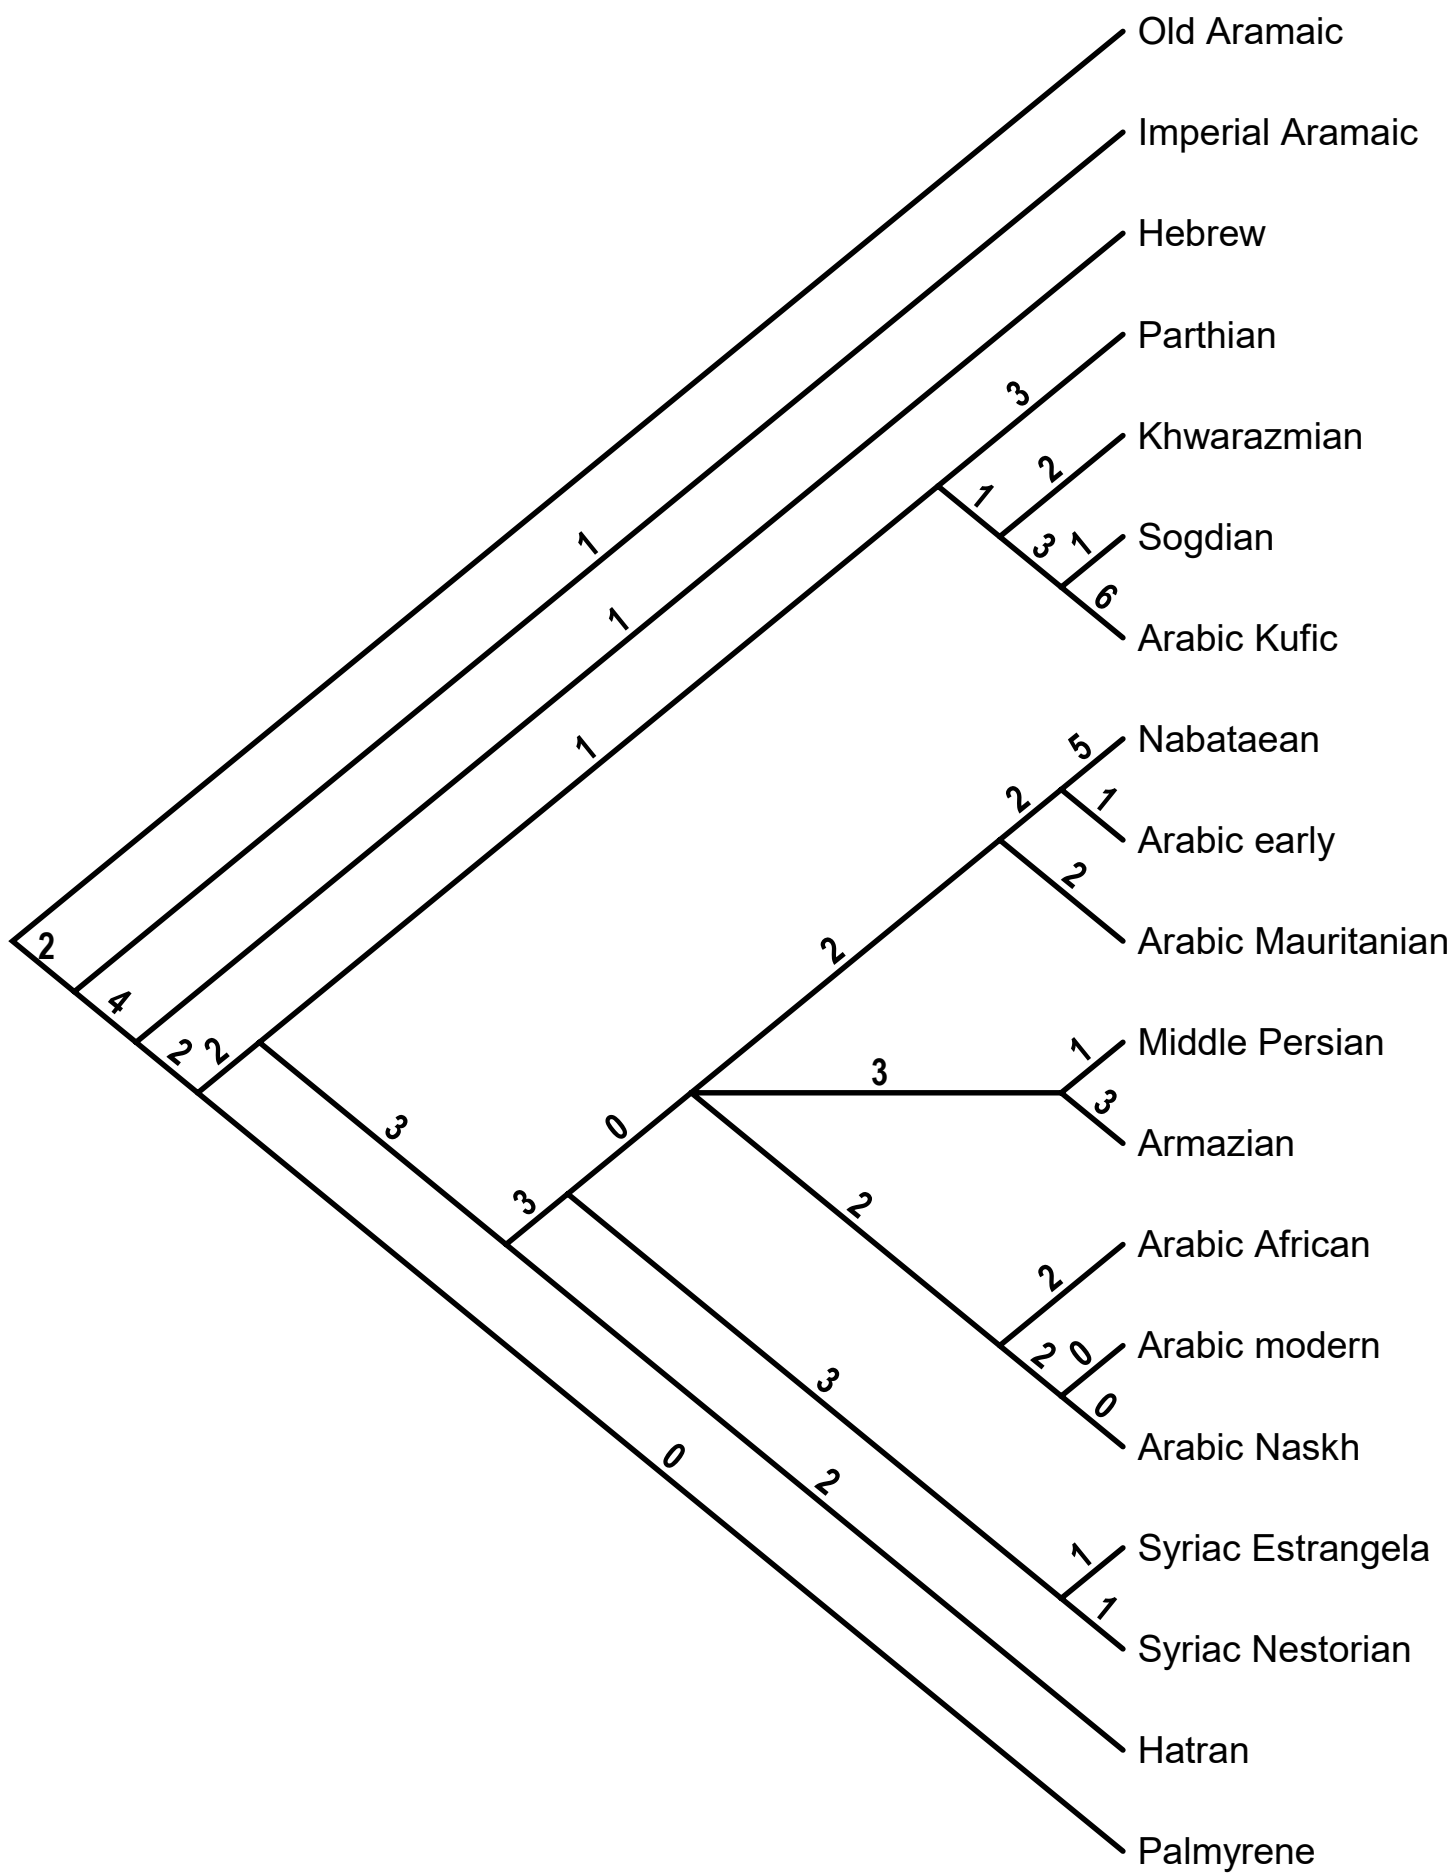 Old Aramaic
Imperial Aramaic
Hebrew
Parthian
3
Khwarazmian
2
1
Sogdian
1
3
1
6
Arabic Kufic
1
Nabataean
5
1
2
1
Arabic early
2
Arabic Mauritanian
2
2
4
Middle Persian
1
2
2
3
3
Armazian
3
0
2
3
Arabic African
2
Arabic modern
0
2
3
0
Arabic Naskh
0
2
Syriac Estrangela
1
1
Syriac Nestorian
Hatran
Palmyrene